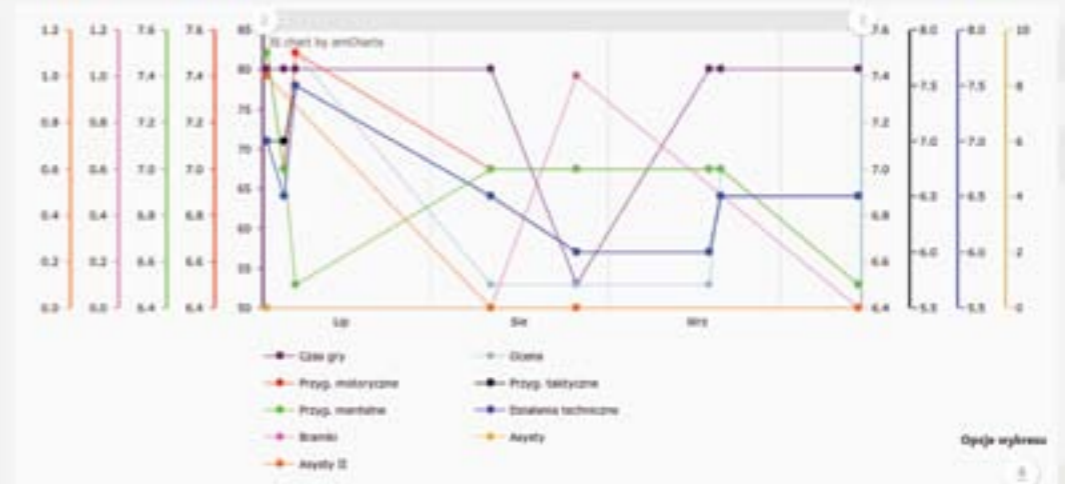 JS chart by amCharts
1.2 1.2 7.6 7.6 85 7.6 8.0 8.0 10
1.0 1.0 7.4 7.4 80 7.4 7.5 7.5 8
0.8 0.8 7.2 7.2 75 7.2 7.0 7.0 6
0.6 0.6 7.0 7.0 70 7.0 6.5 6.5 4
0.4 0.4 6.8 6.8 65 6.8 6.0 6.0 2
0.2 0.2 6.6 6.6 60 6.6 5.5 5.5 0
0.0 0.0 6.4 6.4 55 6.4
50
Lip Sie Wrz
Czas gry Ocena
Przyg. motoryczne Przyg. taktyczne
Przyg. mentalne Działania techniczne
Bramki Asysty
Asysty II
Opcje wykresu